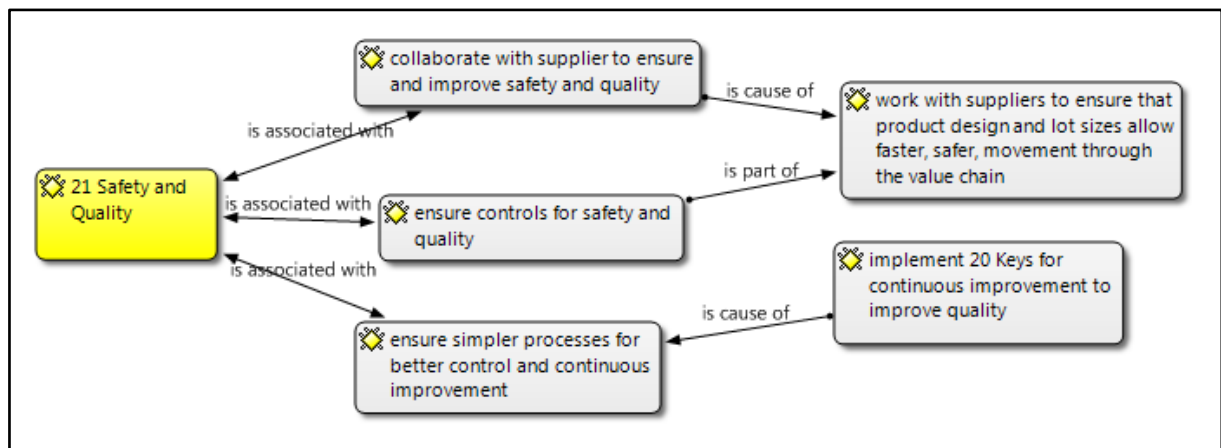 collaborate with supplier to ensure
and improve safety and quality
is cause of
work with suppliers to ensure that
product design and lot sizes allow
faster, safer, movement through
the value chain
is associated with
is part of
21 Safety and
Quality
is associated with
ensure controls for safety and
quality
is associated with
implement 20 Keys for
continuous improvement to
improve quality
is cause of
ensure simpler processes for
better control and continuous
improvement